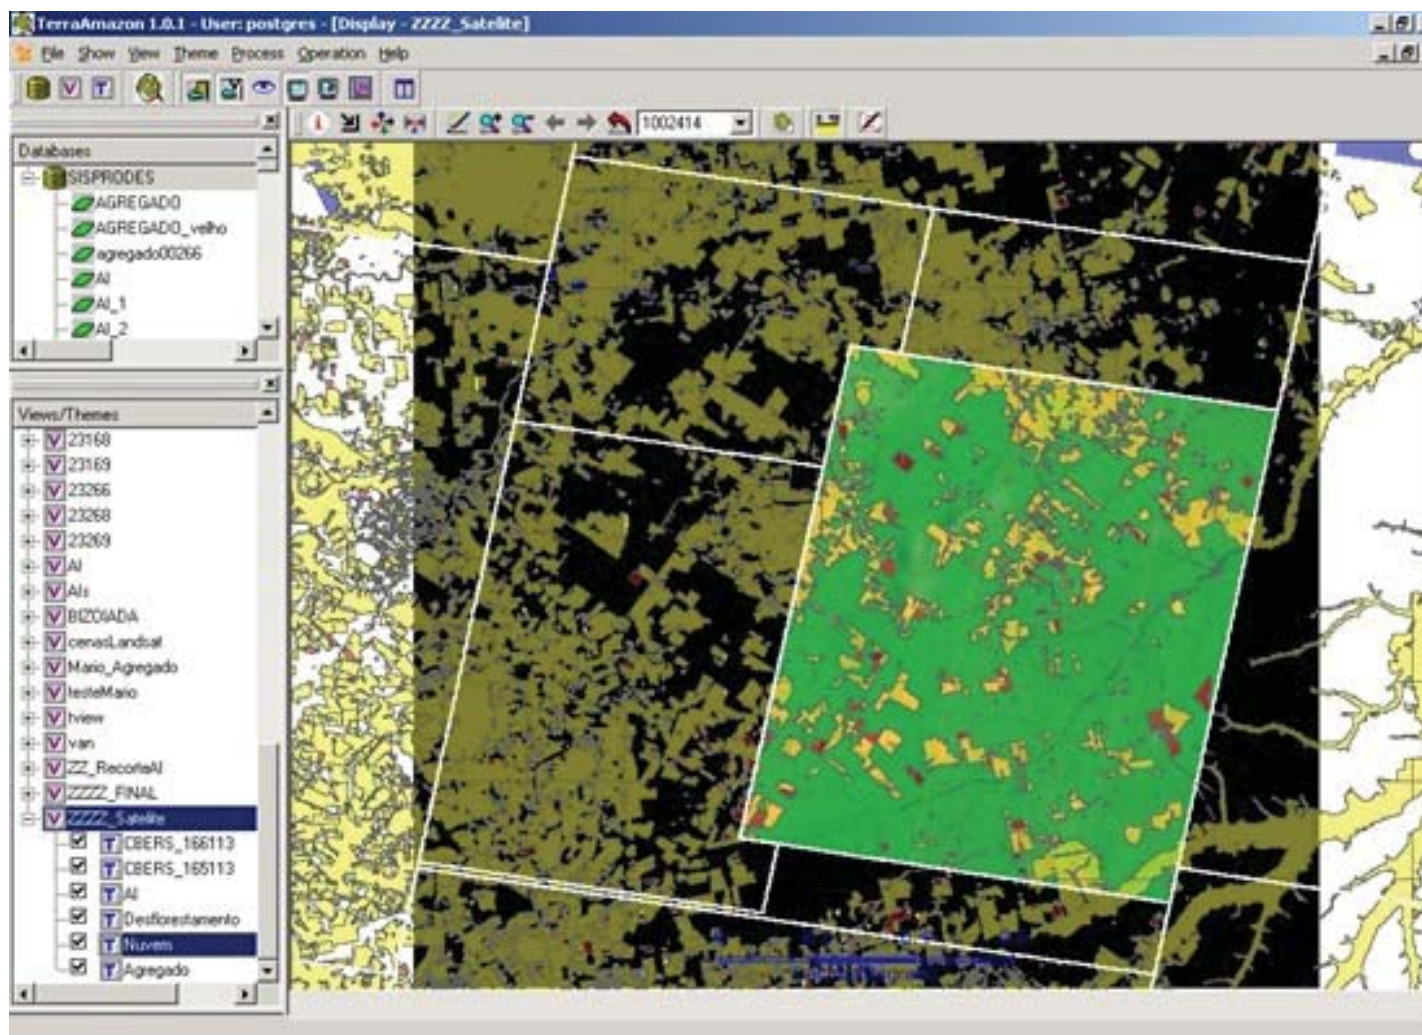 TerraAmazon 1.0.1 - User: postgres - [Display - ZZZZ_Satelite]
File Show View Theme Process Operation Help
1002414
Databases
SISPRODES
AGREGADO
AGREGADO_velho
agregado00266
AI
AI_1
AI_2
Views/Themes
23168
23169
23266
23268
23269
AI
AIs
BIZOIADA
cenasLandsat
Mario_Agregado
testeMario
tview
van
ZZ_RecorteAI
ZZZZ_FINAL
ZZZZ_Satelite
CBERS_166113
CBERS_165113
AI
Desflorestamento
Nuvem
Agregado